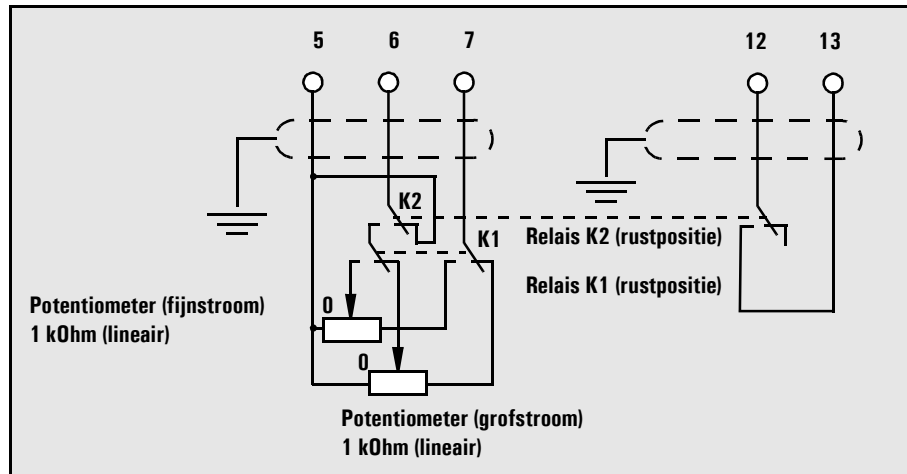 5 6 7 12 13
K2
K1
Relais K2 (rustpositie)
Relais K1 (rustpositie)
Potentiometer (fijnstroom)
1 kOhm (lineair)
0
0
Potentiometer (grofstroom)
1 kOhm (lineair)